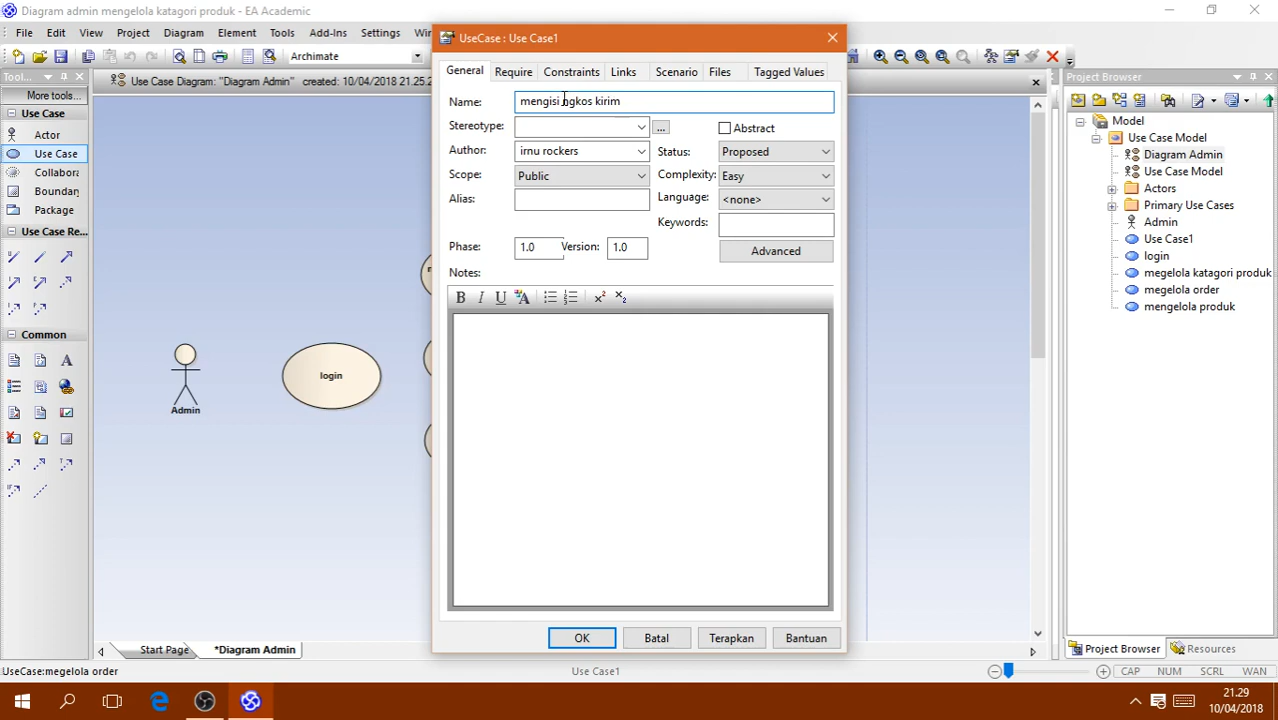 Diagram admin mengelola katagori produk - EA Academic
File Edit View Project Diagram Element Tools Add-Ins Settings
Archimate
Tool...
More tools...
Use Case
Actor
Use Case
Collabora
Boundar
Package
Use Case Re...
Common
Use Case Diagram: "Diagram Admin" created: 10/04/2018 21.25.2
Admin
login
UseCase : Use Case1
General Require Constraints Links Scenario Files Tagged Values
Name: mengisi ngkos kirim
Stereotype: ... Abstract
Author: irnu rockers Status: Proposed
Scope: Public Complexity: Easy
Alias: Language: <none>
Keywords:
Phase: 1.0 Version: 1.0 Advanced
Notes:
B I U A x² x₂
OK Batal Terapkan Bantuan
Project Browser
Model
Use Case Model
Diagram Admin
Use Case Model
Actors
Primary Use Cases
Admin
Use Case1
login
megelola katagori produk
megelola order
mengelola produk
Project Browser Resources
Start Page *Diagram Admin
UseCase:megelola order Use Case1 CAP NUM SCRL WAN
21.29
10/04/2018